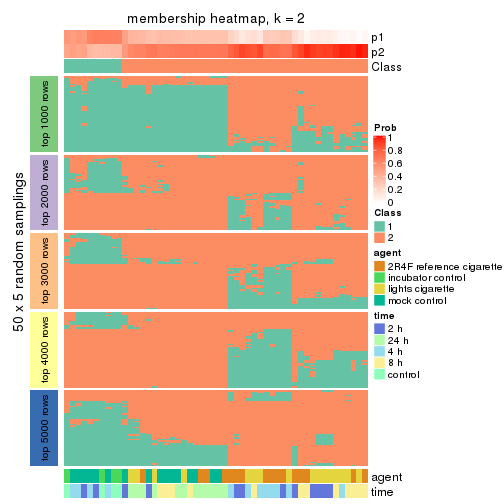 membership heatmap, k = 2
p1
p2
Class
50 x 5 random samplings
top 1000 rows
top 2000 rows
top 3000 rows
top 4000 rows
top 5000 rows
agent
time
Prob
1
0.8
0.6
0.4
0.2
0
Class
1
2
agent
2R4F reference cigarette
incubator control
lights cigarette
mock control
time
2 h
24 h
4 h
8 h
control